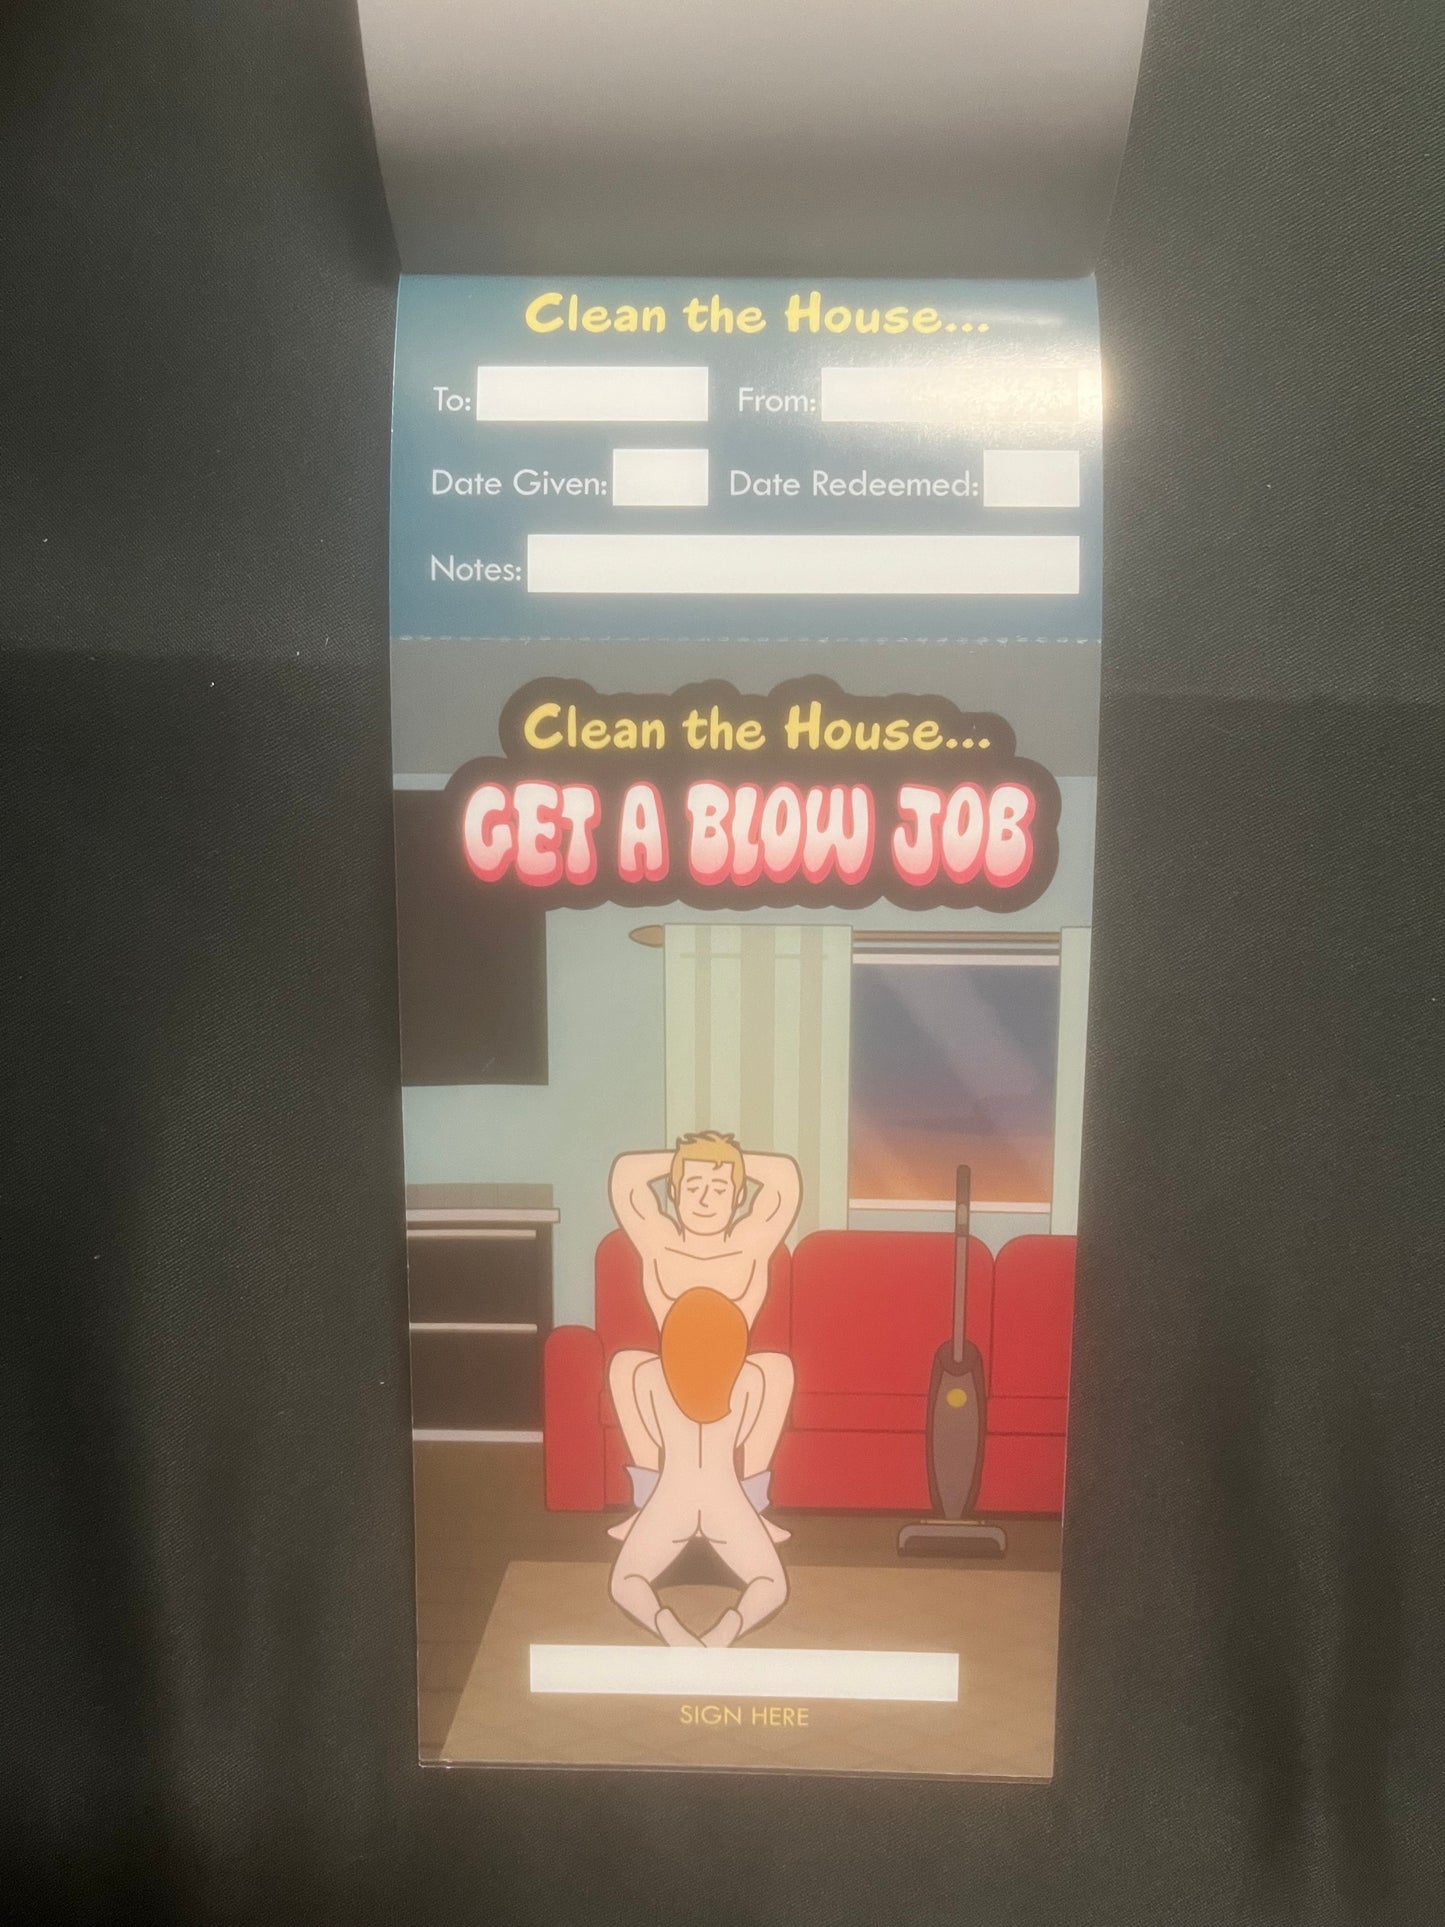 Clean the House...
To: From:
Date Given: Date Redeemed:
Notes:
Clean the House...
GET A BLOW JOB
SIGN HERE